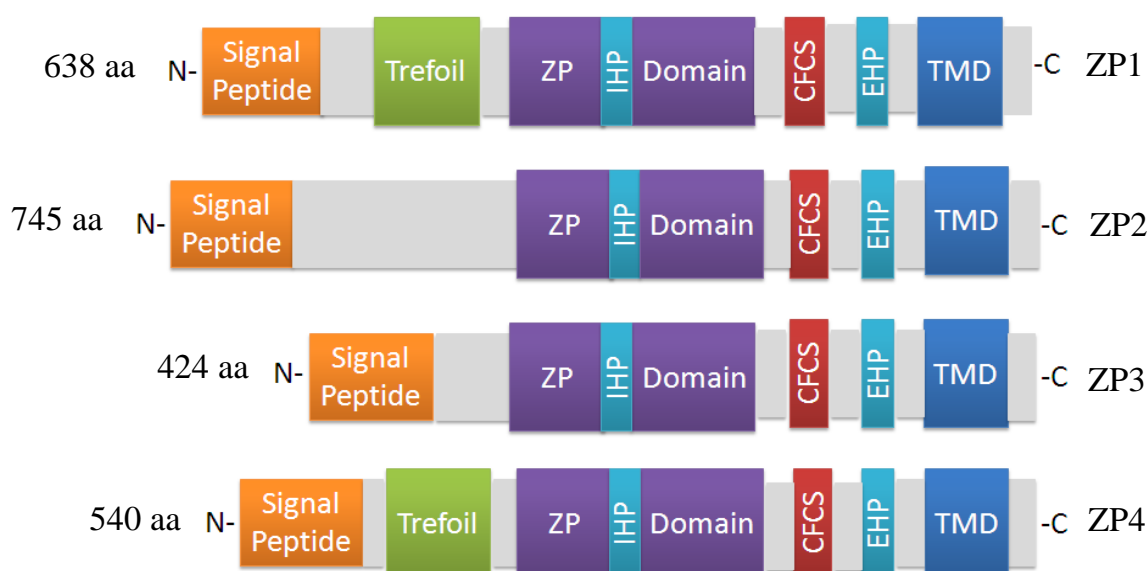 638 aa N- Signal Peptide Trefoil ZP IHP Domain CFCS EHP TMD -C ZP1
745 aa N- Signal Peptide ZP IHP Domain CFCS EHP TMD -C ZP2
424 aa N- Signal Peptide ZP IHP Domain CFCS EHP TMD -C ZP3
540 aa N- Signal Peptide Trefoil ZP IHP Domain CFCS EHP TMD -C ZP4